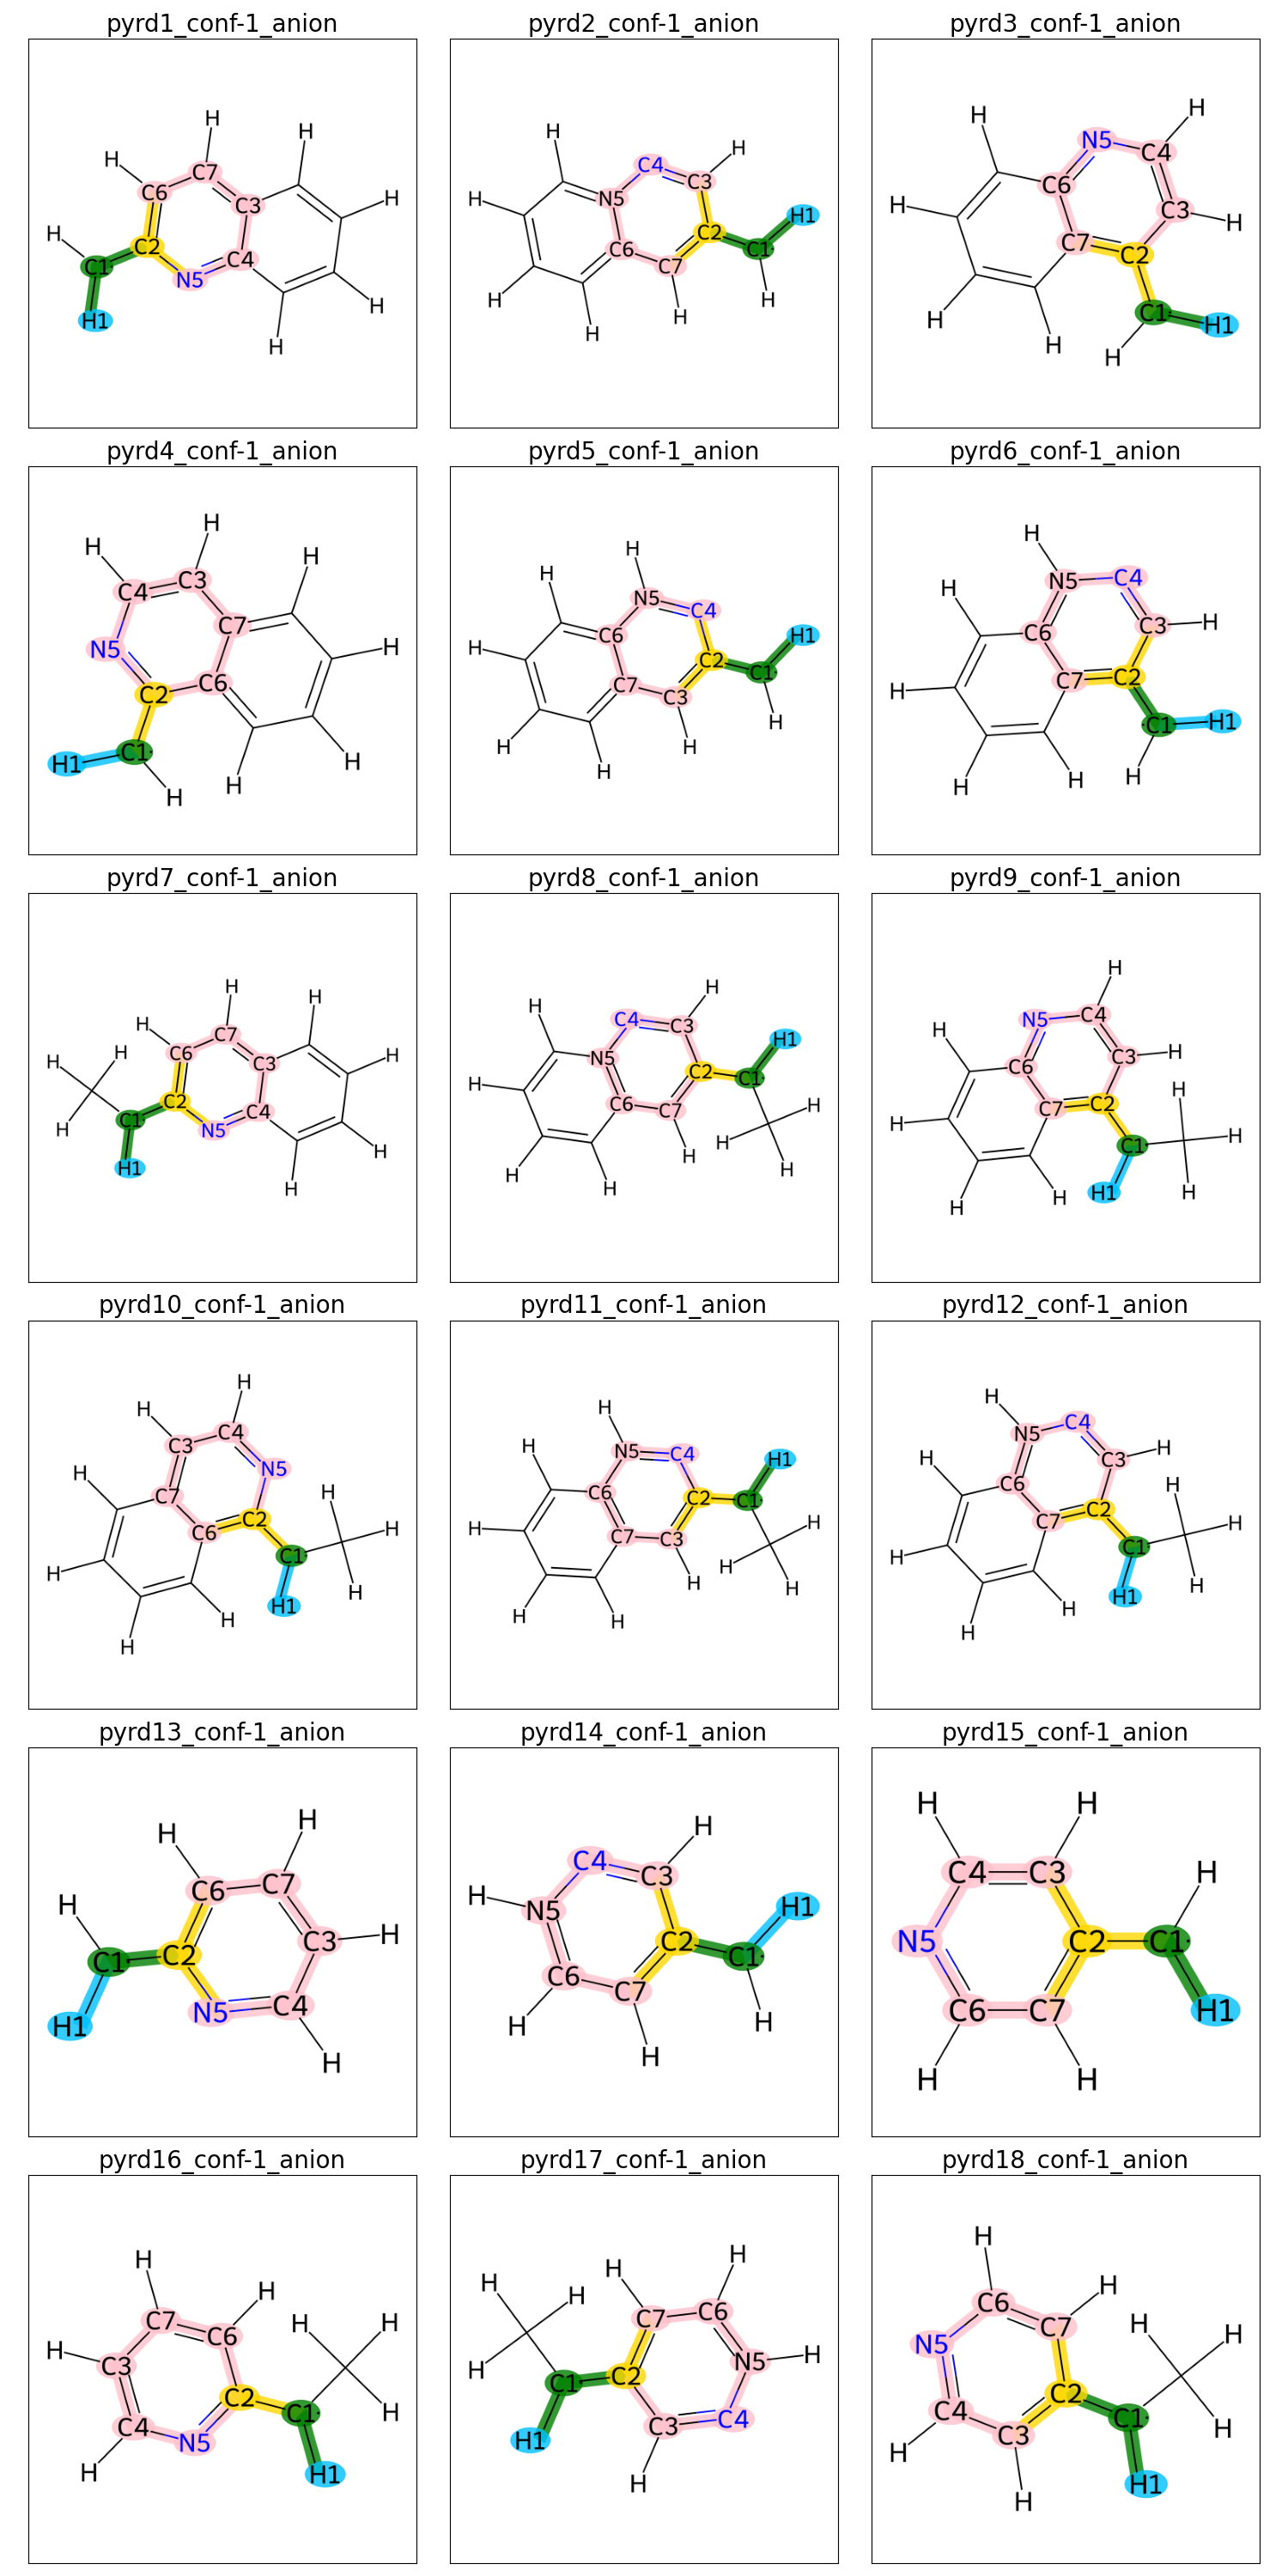 pyrd1_conf-1_anion pyrd2_conf-1_anion pyrd3_conf-1_anion
H H H C6 C7 C3 H H C1 C2 N5 C4 H1 H H
H H H C4 C3 N5 H1 C2 C1 C6 C7 H H H H
H H N5 C4 C6 C3 H H C7 C2 C1 H1 H H H
pyrd4_conf-1_anion pyrd5_conf-1_anion pyrd6_conf-1_anion
H H H C4 C3 C7 N5 H C6 C2 C1 H1 H H H
H H N5 C4 C6 H1 H C2 C1 C7 C3 H H H H
H H N5 C4 C6 C3 H C7 C2 H C1 H1 H H H
pyrd7_conf-1_anion pyrd8_conf-1_anion pyrd9_conf-1_anion
H H H H H C6 C7 C3 H H C2 C4 C1 N5 H H1 H
H H C4 C3 H1 N5 C2 C1 H C6 C7 H H H H H H
H H N5 C4 C3 H C6 H H C7 C2 H C1 H1 H H H
pyrd10_conf-1_anion pyrd11_conf-1_anion pyrd12_conf-1_anion
H H C3 C4 H N5 H C7 C2 H C6 C1 H H H1 H H
H H N5 C4 H1 C6 C2 C1 H H C7 C3 H H H H H
H C4 N5 H C3 H C6 H C2 H C7 C1 H H H1 H H
pyrd13_conf-1_anion pyrd14_conf-1_anion pyrd15_conf-1_anion
H H H C6 C7 C3 H C1 C2 N5 C4 H1 H
H C4 C3 H H1 N5 C2 C1 C6 C7 H H H
H H H C4 C3 N5 C2 C1 C6 C7 H1 H H
pyrd16_conf-1_anion pyrd17_conf-1_anion pyrd18_conf-1_anion
H H H H C7 C6 H C3 C2 C1 H C4 N5 H H1
H H H H C7 C6 H H C2 N5 C1 C3 C4 H1 H
H H H H C6 C7 N5 C2 C4 C1 C3 H H H1 H